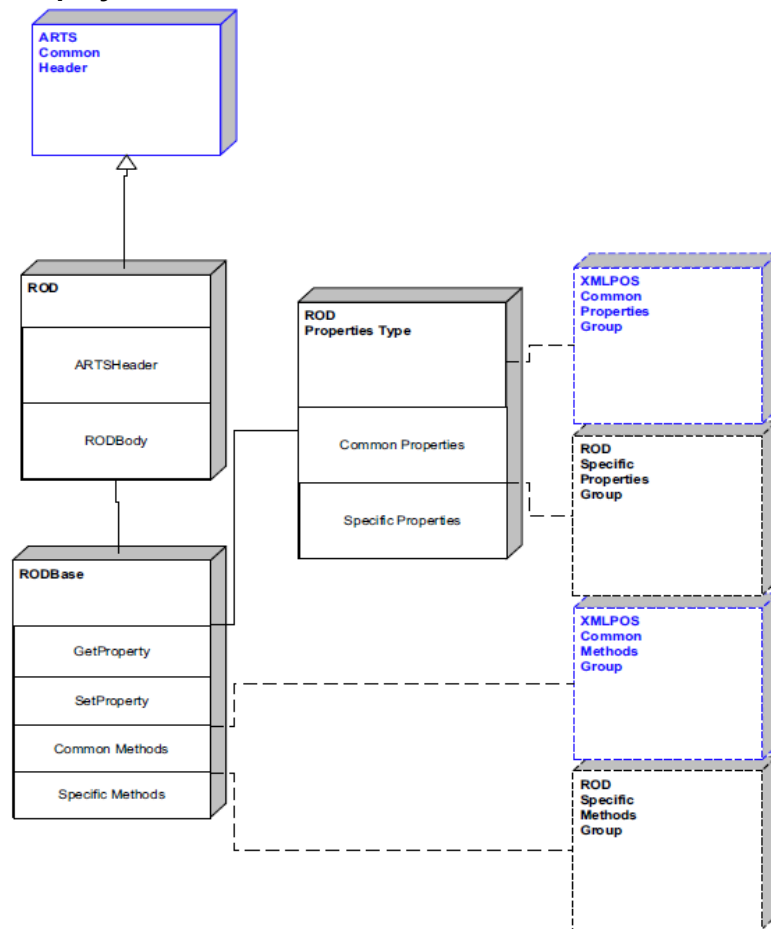 ARTS
Common
Header
ROD
ARTSHeader
RODBody
ROD
Properties Type
Common Properties
Specific Properties
XMLPOS
Common
Properties
Group
ROD
Specific
Properties
Group
RODBase
GetProperty
SetProperty
Common Methods
Specific Methods
XMLPOS
Common
Methods
Group
ROD
Specific
Methods
Group